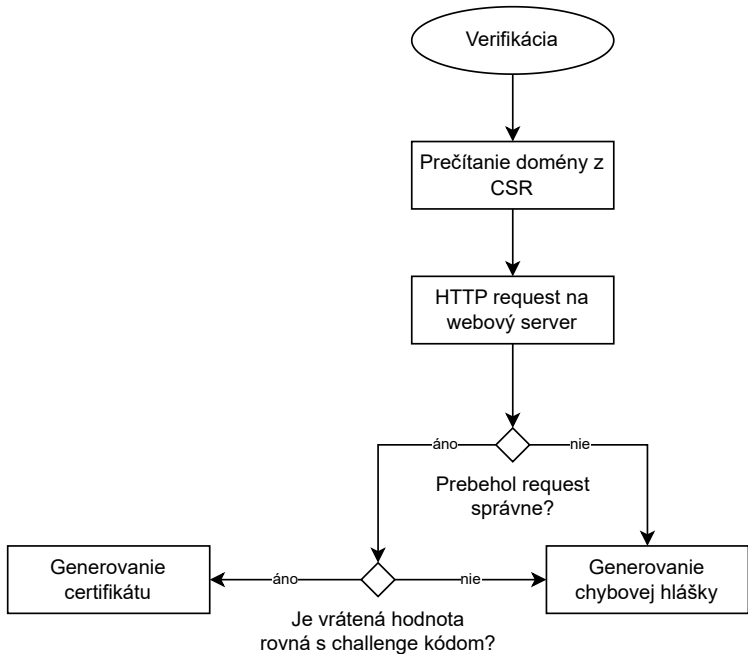 Verifikácia
Prečítanie domény z
CSR
HTTP request na
webový server
áno
nie
Prebehol request
správne?
Generovanie
certifikátu
áno
nie
Generovanie
chybovej hlášky
Je vrátená hodnota
rovná s challenge kódom?